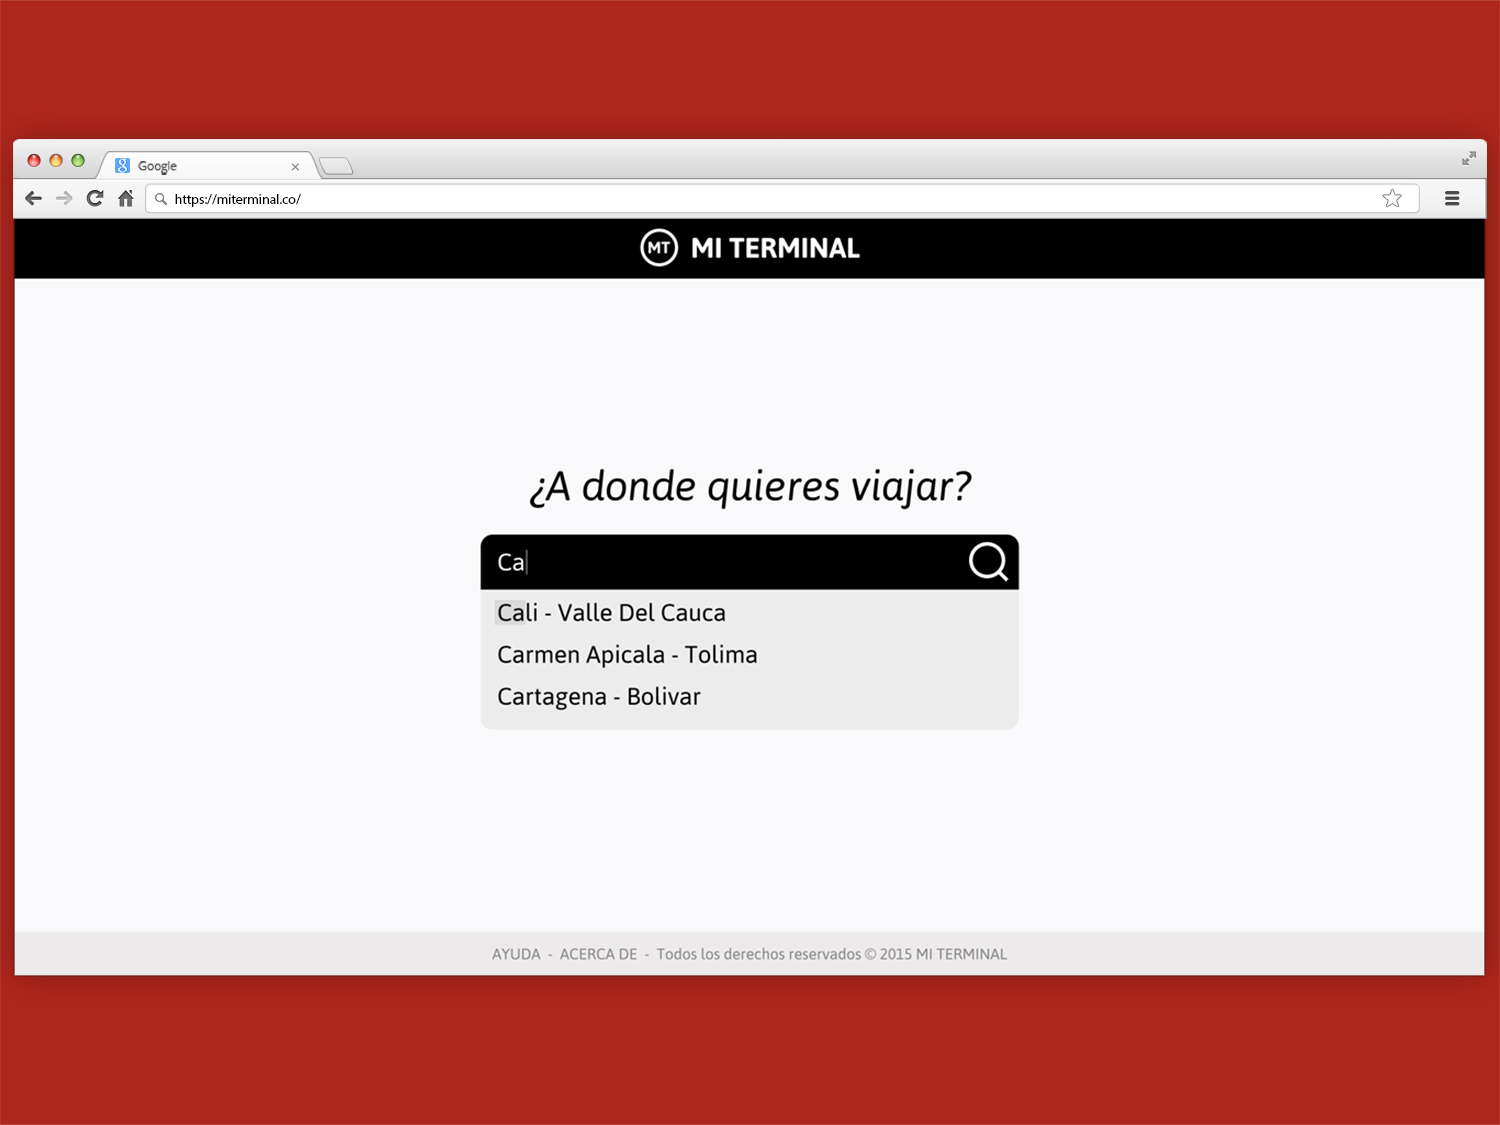 Google
https://miterminal.co/
MT MI TERMINAL
¿A donde quieres viajar?
Ca
Cali - Valle Del Cauca
Carmen Apicala - Tolima
Cartagena - Bolivar
AYUDA - ACERCA DE - Todos los derechos reservados © 2015 MI TERMINAL